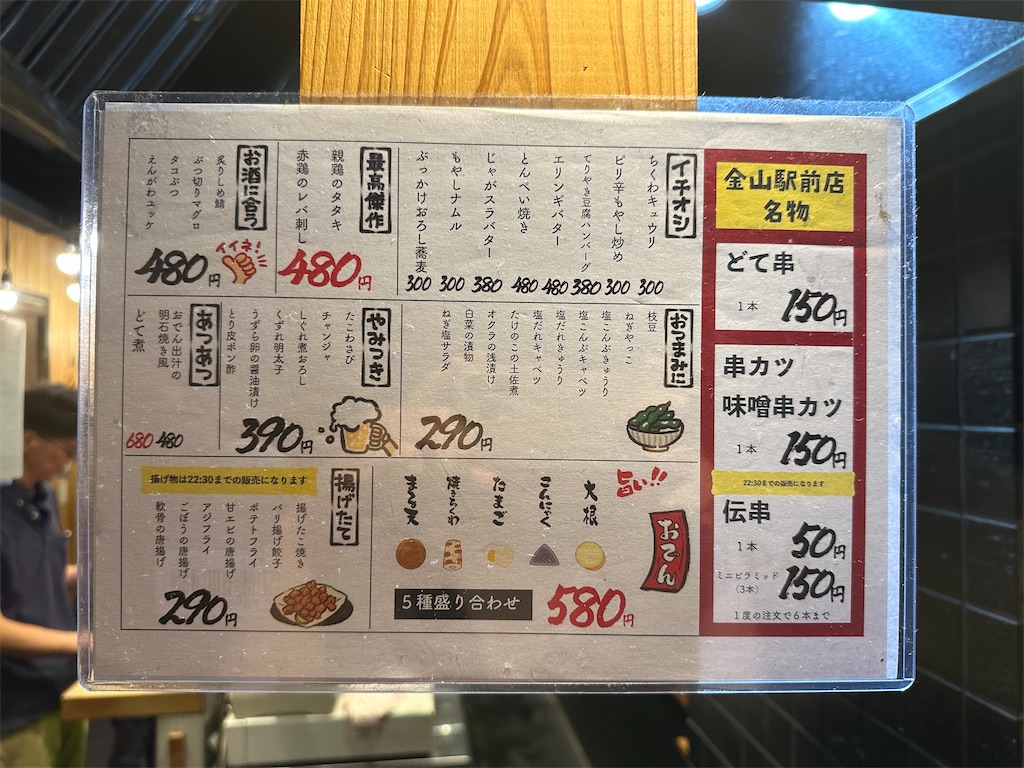 金山駅前店
名物
どて串
1本 150円
串カツ
味噌串カツ
1本 150円
22:30までの販売になります
伝串
1本 50円
ミニピラミッド
(3本) 150円
1度の注文で6本まで
イチオシ
ちくわキュウリ 300
ピリ辛もやし炒め 300
てりやき豆腐ハンバーグ 380
エリンギバター 480
とんぺい焼き 480
じゃがスラバター 380
もやしナムル 300
ぶっかけおろし蕎麦 300
最高傑作
親鶏のタタキ
赤鶏のレバ刺し
480円
お酒に合う
炙りしめ鯖
ぶつ切りマグロ
タコぶつ
えんがわユッケ
480円
イイネ!
おつまみに
枝豆
ねぎやっこ
塩こんぶきゅうり
塩こんぶキャベツ
塩だれきゅうり
塩だれキャベツ
たけのこの土佐煮
オクラの浅漬け
白菜の漬物
ねぎ塩サラダ
290円
やみつき
たこわさび
チャンジャ
しぐれ煮おろし
くずれ明太子
うずら卵の醤油漬け
とり皮ポン酢
390円
あつあつ
おでん出汁の
明石焼き風
480
どて煮
680
おでん
旨い!!
大根
こんにゃく
たまご
焼きちくわ
まる天
5種盛り合わせ 580円
揚げたて
揚げ物は22:30までの販売になります
揚げたこ焼き
バリ揚げ餃子
ポテトフライ
甘エビの唐揚げ
アジフライ
ごぼうの唐揚げ
軟骨の唐揚げ
290円